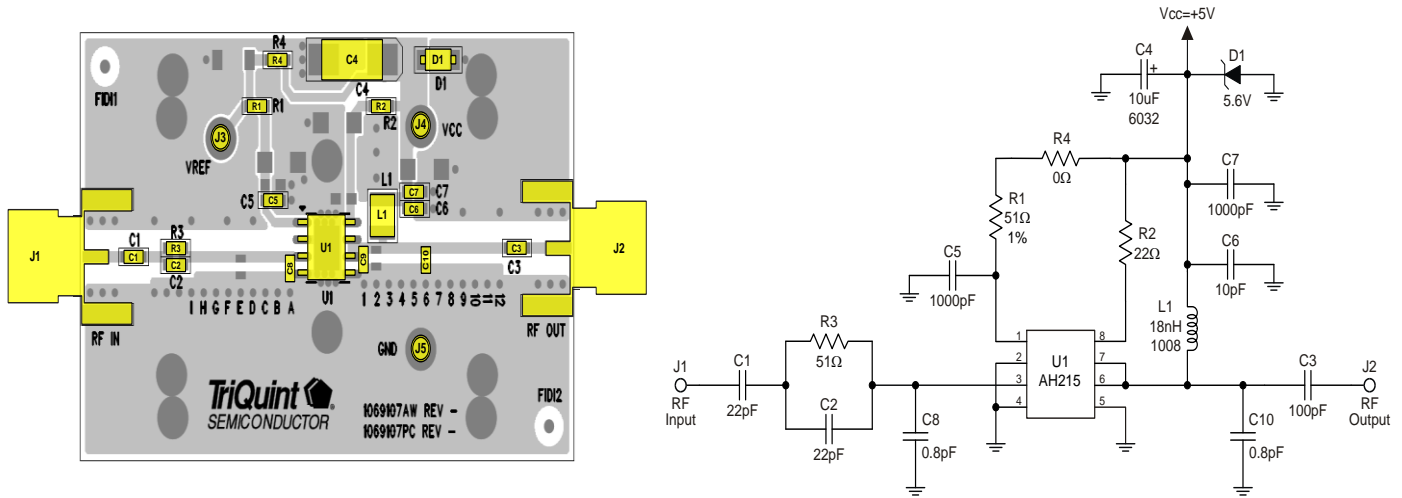 R4
R4
C4
D1
D1
FIDI1
C4
R1
R1
R2
R2
J3
J4
VCC
VREF
L1
L1
C7
C7
C6
C6
C5
C5
J1
C1
C1
R3
R3
C2
C2
C8
U1
U1
C9
C10
C3
C3
J2
I H G F E D C B A
1 2 3 4 5 6 7 8 9 10 11 12
RF IN
RF OUT
GND
J5
FIDI2
TriQuint
SEMICONDUCTOR
1069107AW REV -
1069107PC REV -
Vcc=+5V
C4
+
10uF
6032
D1
5.6V
R4
0Ω
C7
1000pF
R1
51Ω
1%
R2
22Ω
C5
1000pF
C6
10pF
L1
18nH
1008
R3
51Ω
1
2
3
4
U1
AH215
8
7
6
5
J1
RF
Input
C1
22pF
C2
22pF
C8
0.8pF
C3
100pF
J2
RF
Output
C10
0.8pF